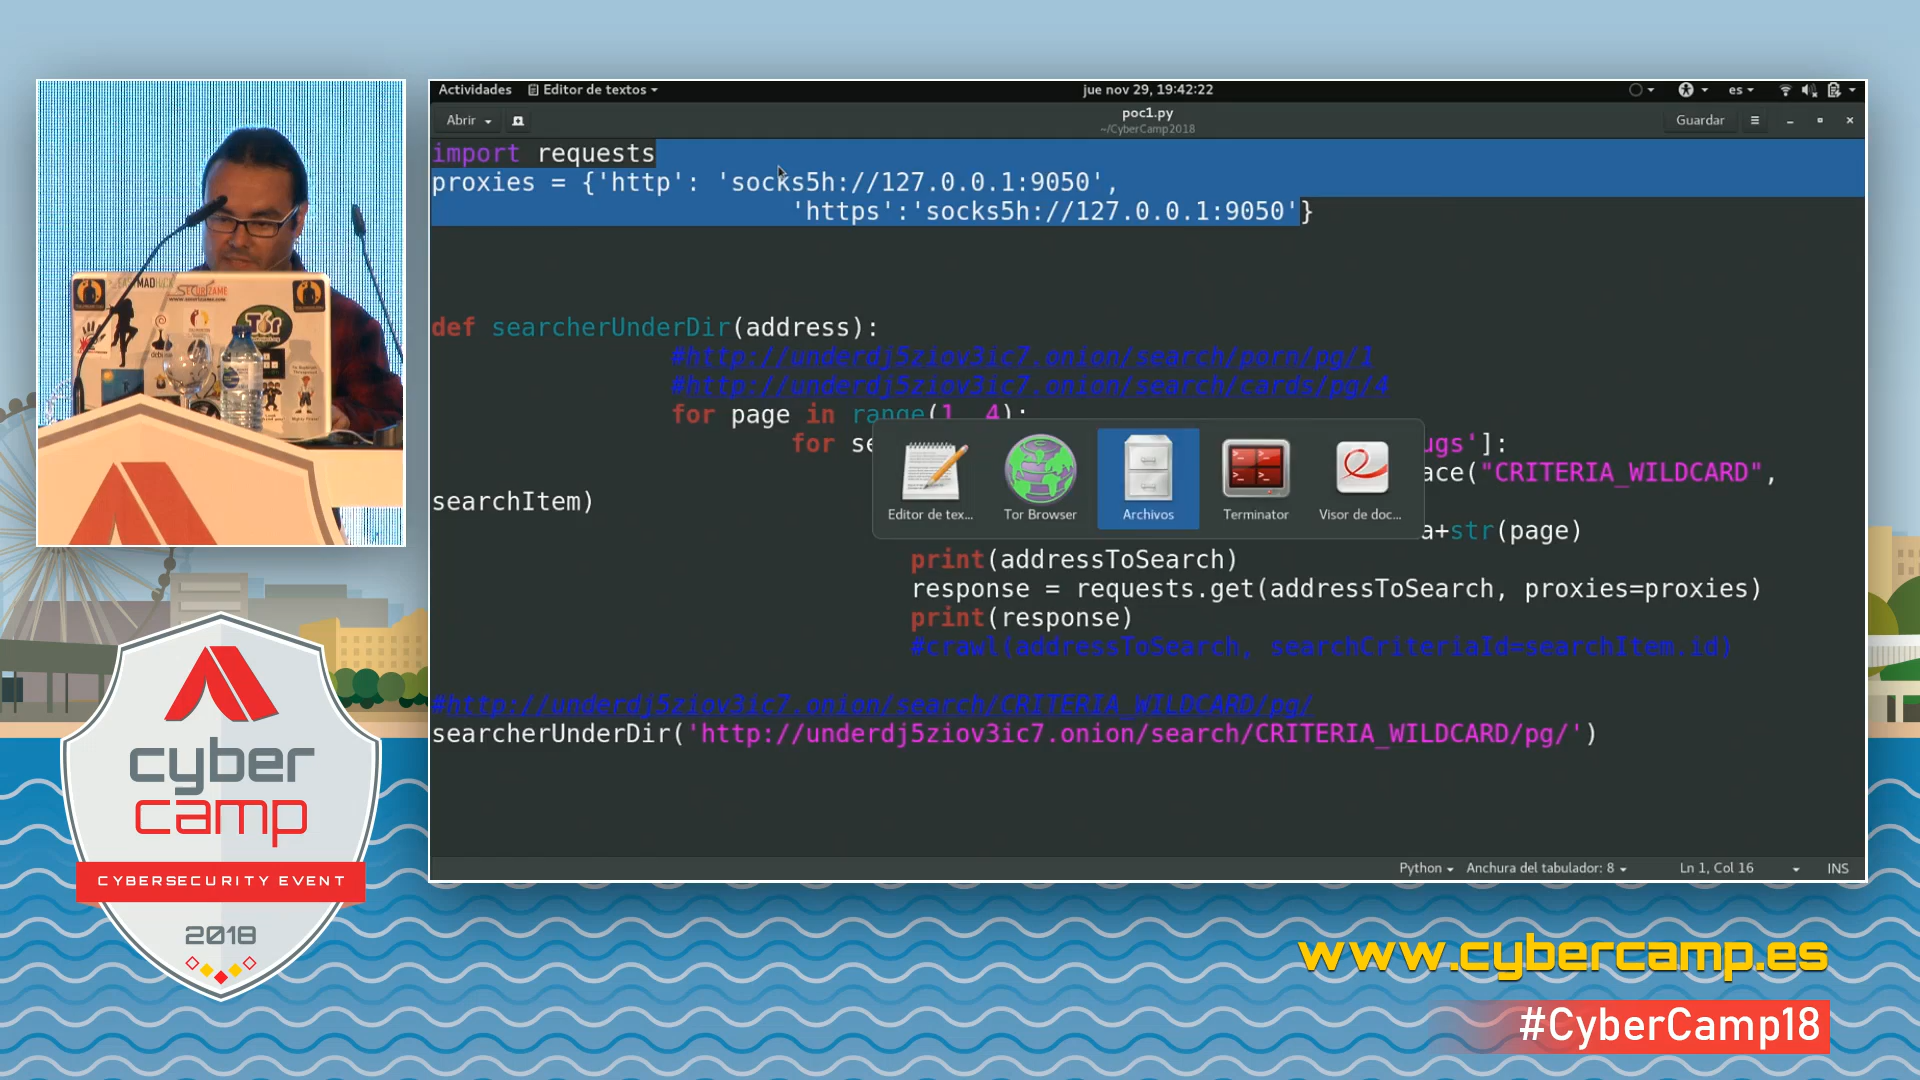 Actividades
Editor de textos
jue nov 29, 19:42:22
es
Abrir
poc1.py
~/CyberCamp2018
Guardar
import requests
proxies = {'http': 'socks5h://127.0.0.1:9050',
'https':'socks5h://127.0.0.1:9050'}
def searcherUnderDir(address):
#http://underdj5ziov3ic7.onion/search/porn/pg/1
#http://underdj5ziov3ic7.onion/search/cards/pg/4
for page in range(1, 4):
for se
ugs']:
ace("CRITERIA_WILDCARD",
searchItem)
a+str(page)
Editor de tex...
Tor Browser
Archivos
Terminator
Visor de doc...
print(addressToSearch)
response = requests.get(addressToSearch, proxies=proxies)
print(response)
#crawl(addressToSearch, searchCriteriaId=searchItem.id)
#http://underdj5ziov3ic7.onion/search/CRITERIA_WILDCARD/pg/
searcherUnderDir('http://underdj5ziov3ic7.onion/search/CRITERIA_WILDCARD/pg/')
Python
Anchura del tabulador: 8
Ln 1, Col 16
INS
SECURIZAME
Tor
cyber
camp
CYBERSECURITY EVENT
2018
www.cybercamp.es
#CyberCamp18